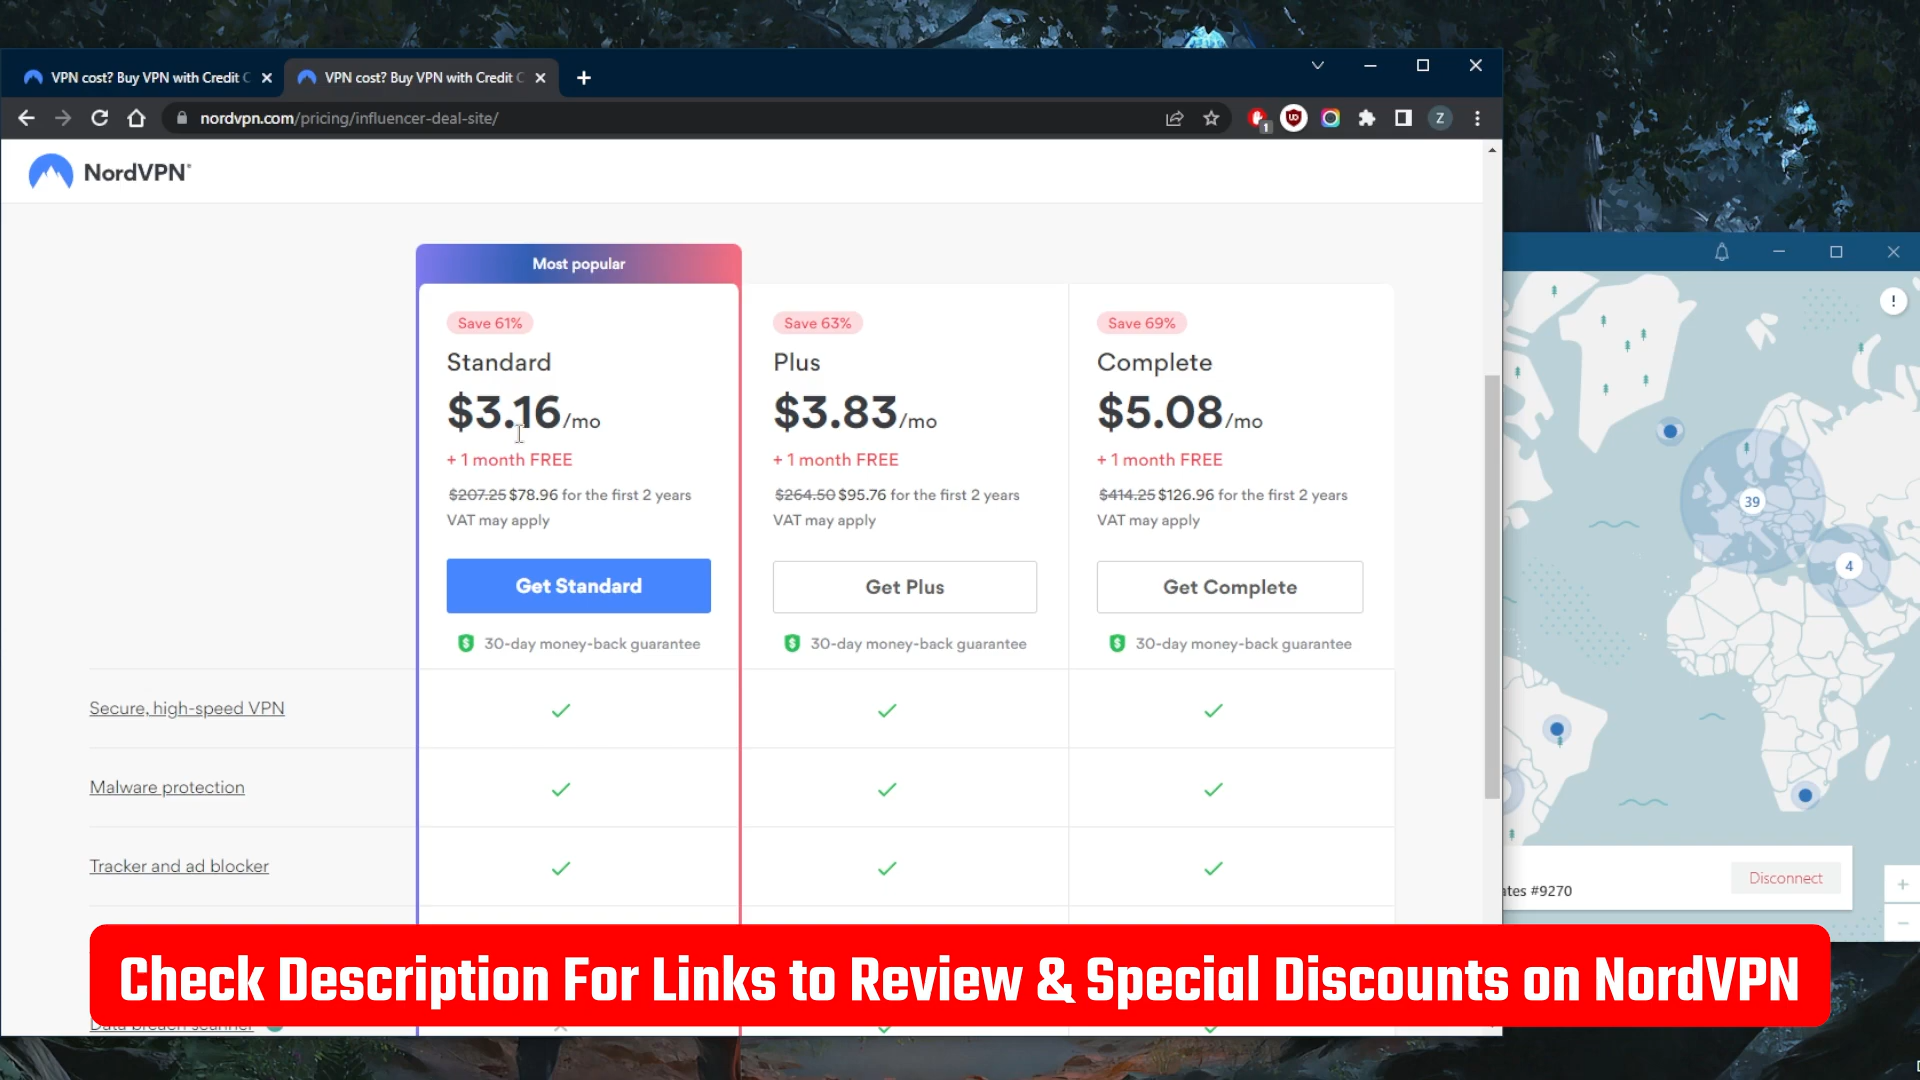 VPN cost? Buy VPN with Credit C
VPN cost? Buy VPN with Credit C
nordvpn.com/pricing/influencer-deal-site/
1
Z
NordVPN®
Most popular
Save 61%
Save 63%
Save 69%
Standard
Plus
Complete
$3.16/mo
$3.83/mo
$5.08/mo
+ 1 month FREE
+ 1 month FREE
+ 1 month FREE
$207.25 $78.96 for the first 2 years
$264.50 $95.76 for the first 2 years
$414.25 $126.96 for the first 2 years
VAT may apply
VAT may apply
VAT may apply
Get Standard
Get Plus
Get Complete
30-day money-back guarantee
30-day money-back guarantee
30-day money-back guarantee
Secure, high-speed VPN
Malware protection
Tracker and ad blocker
39
4
ates #9270
Disconnect
Check Description For Links to Review & Special Discounts on NordVPN
Data breach scanner